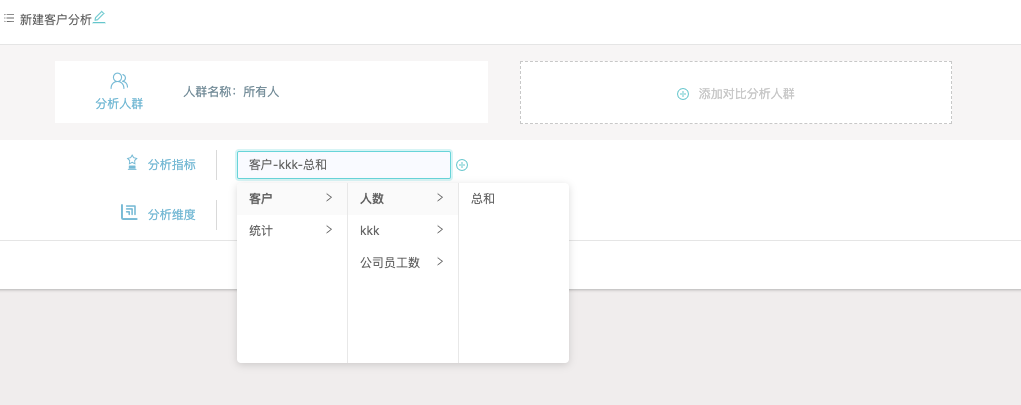 新建客户分析
分析人群
人群名称：所有人
添加对比分析人群
分析指标
客户-kkk-总和
分析维度
客户
人数
总和
统计
kkk
公司员工数